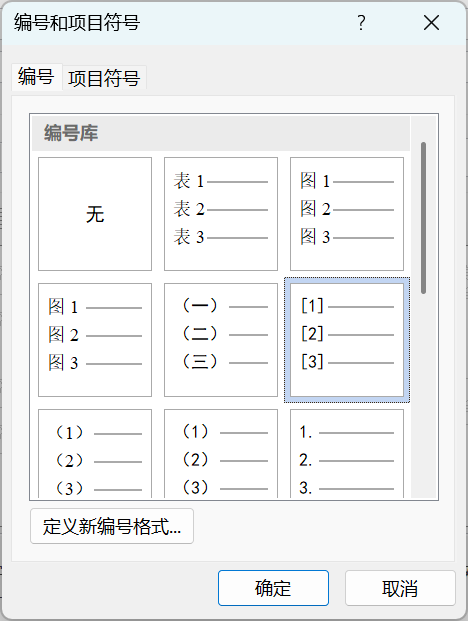 编号和项目符号 ?
编号 项目符号
编号库
无
表 1
表 2
表 3
图 1
图 2
图 3
图 1
图 2
图 3
（一）
（二）
（三）
[1]
[2]
[3]
（1）
（2）
（3）
（1）
（2）
（3）
1.
2.
3.
定义新编号格式...
确定 取消